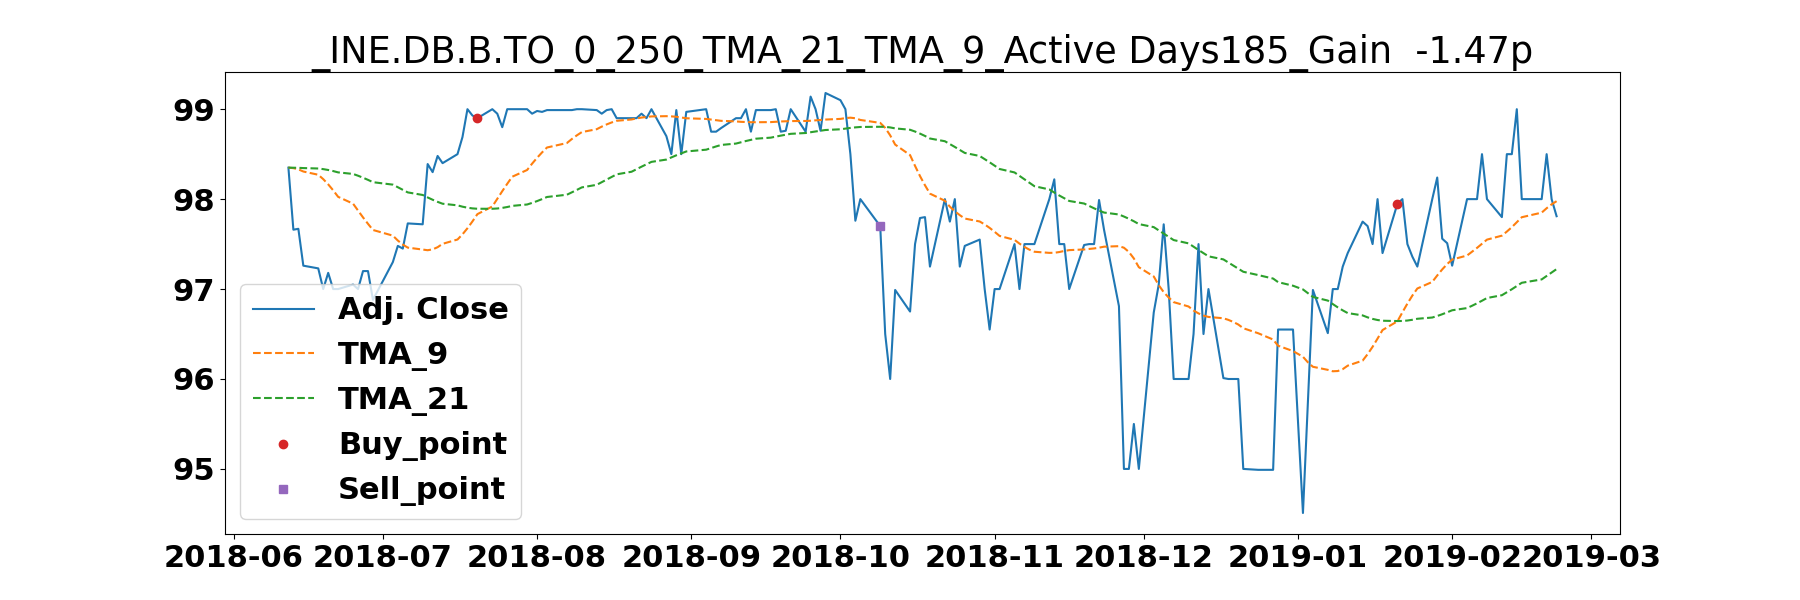 _INE.DB.B.TO_0_250_TMA_21_TMA_9_Active Days185_Gain  -1.47p
99
98
97
96
95
Adj. Close
TMA_9
TMA_21
Buy_point
Sell_point
2018-06 2018-07 2018-08 2018-09 2018-10 2018-11 2018-12 2019-01 2019-02 2019-03